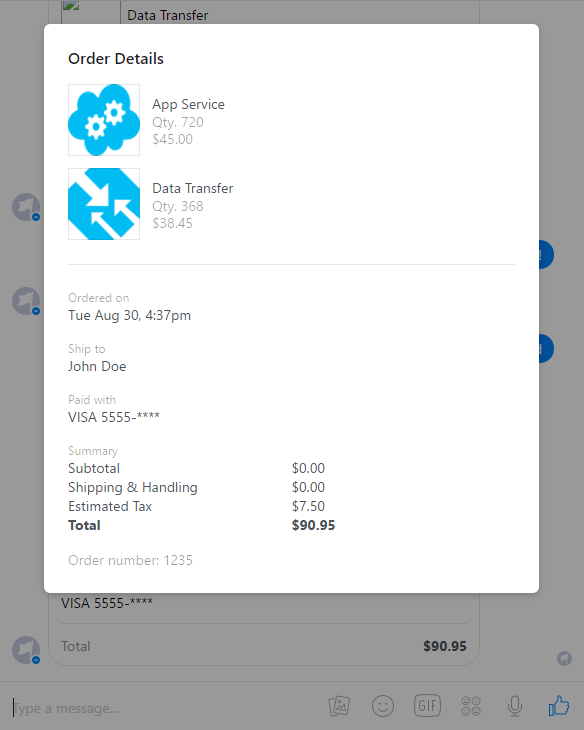 Data Transfer
Order Details
App Service
Qty. 720
$45.00
Data Transfer
Qty. 368
$38.45
Ordered on
Tue Aug 30, 4:37pm
Ship to
John Doe
Paid with
VISA 5555-****
Summary
Subtotal $0.00
Shipping & Handling $0.00
Estimated Tax $7.50
Total $90.95
Order number: 1235
VISA 5555-****
Total $90.95
Type a message...
GIF